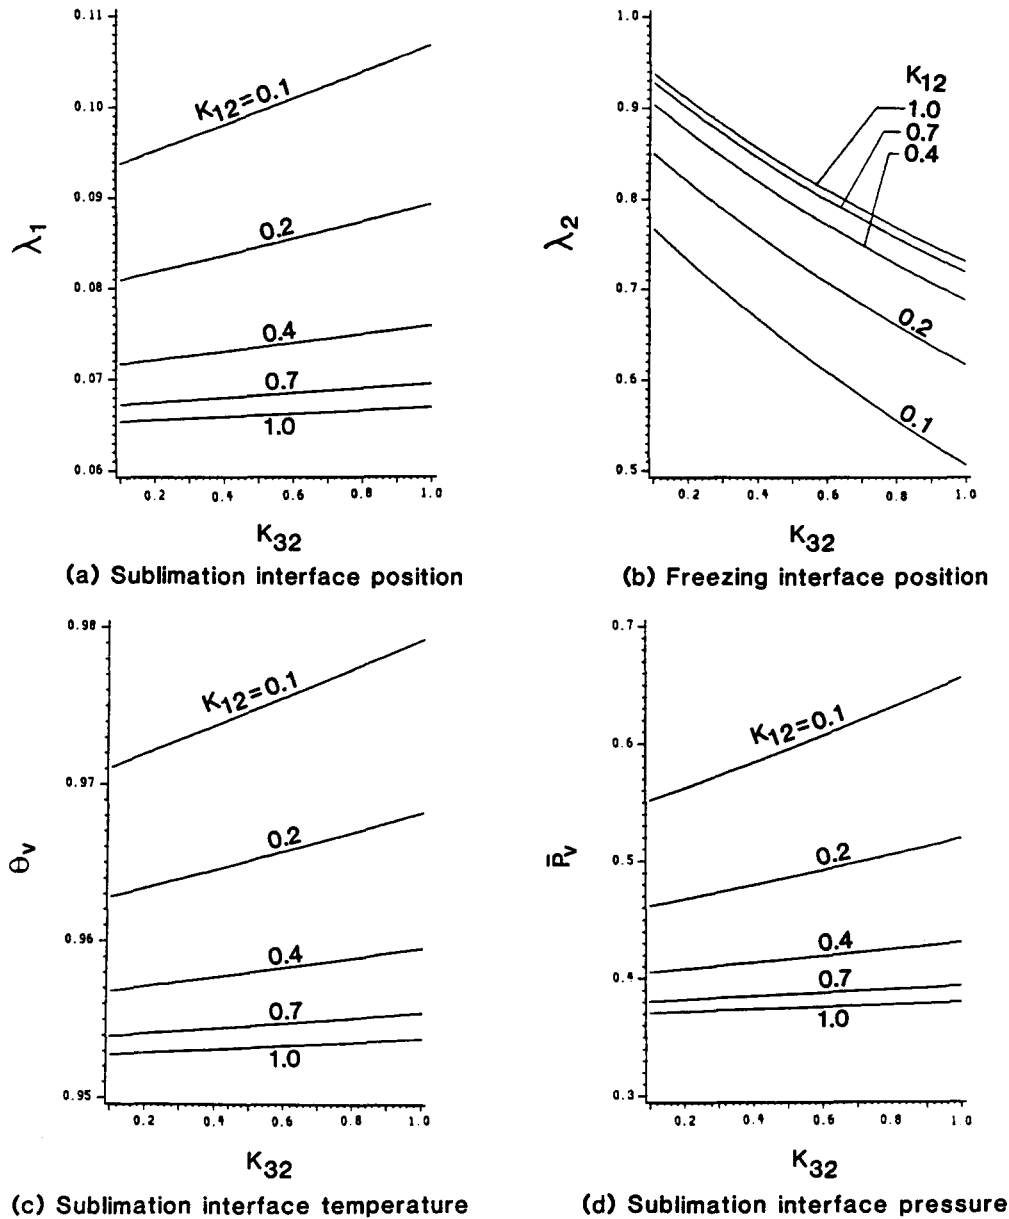 0.11
0.10
0.09
0.08
0.07
0.06
λ1
K12=0.1
0.2
0.4
0.7
1.0
0.2 0.4 0.6 0.8 1.0
K32
(a) Sublimation interface position
1.0
0.9
0.8
0.7
0.6
0.5
λ2
K12
1.0
0.7
0.4
0.2
0.1
0.2 0.4 0.6 0.8 1.0
K32
(b) Freezing interface position
0.98
0.97
0.96
0.95
θv
K12=0.1
0.2
0.4
0.7
1.0
0.2 0.4 0.6 0.8 1.0
K32
(c) Sublimation interface temperature
0.7
0.6
0.5
0.4
0.3
P̅v
K12=0.1
0.2
0.4
0.7
1.0
0.2 0.4 0.6 0.8 1.0
K32
(d) Sublimation interface pressure